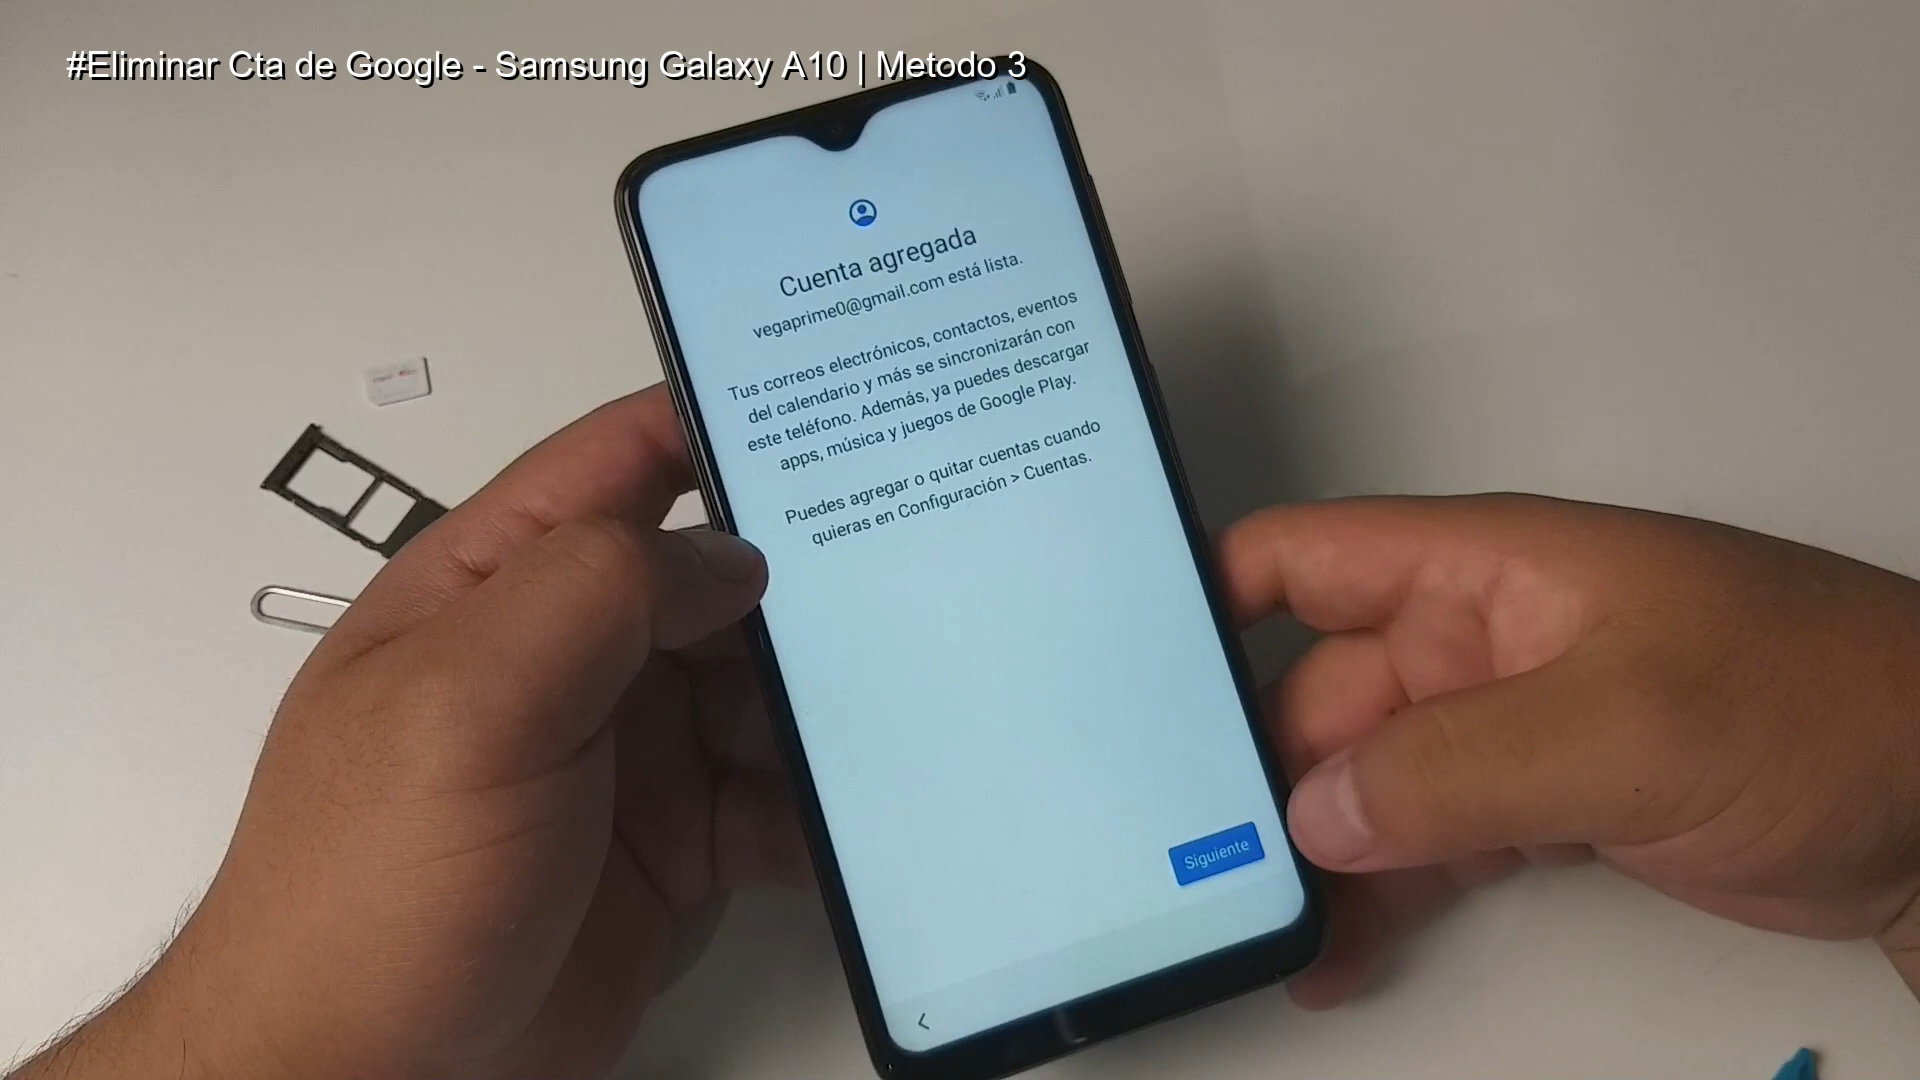 #Eliminar Cta de Google - Samsung Galaxy A10 | Metodo 3
Cuenta agregada
vegaprime0@gmail.com está lista.
Tus correos electrónicos, contactos, eventos
del calendario y más se sincronizarán con
este teléfono. Además, ya puedes descargar
apps, música y juegos de Google Play.
Puedes agregar o quitar cuentas cuando
quieras en Configuración > Cuentas.
Siguiente